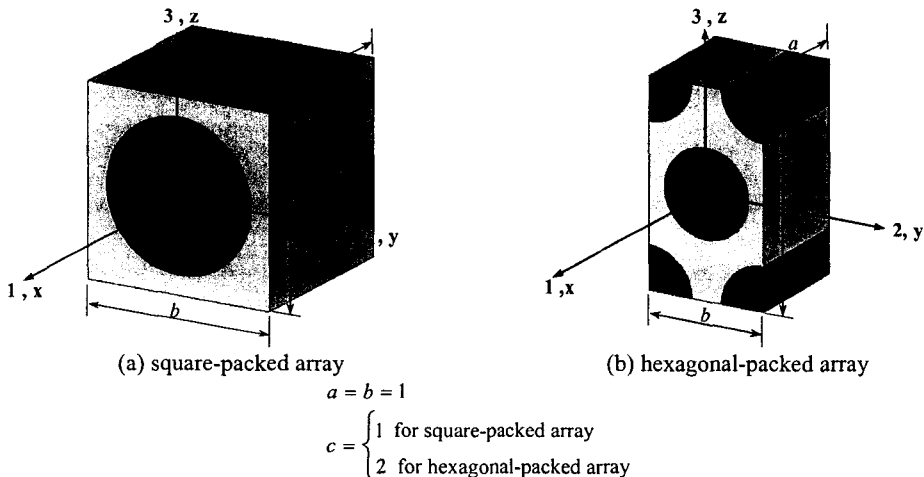 3 , z
, y
1 , x
b
(a) square-packed array
3, z
a
2, y
1,x
b
(b) hexagonal-packed array
a = b = 1
c = { 1 for square-packed array
2 for hexagonal-packed array